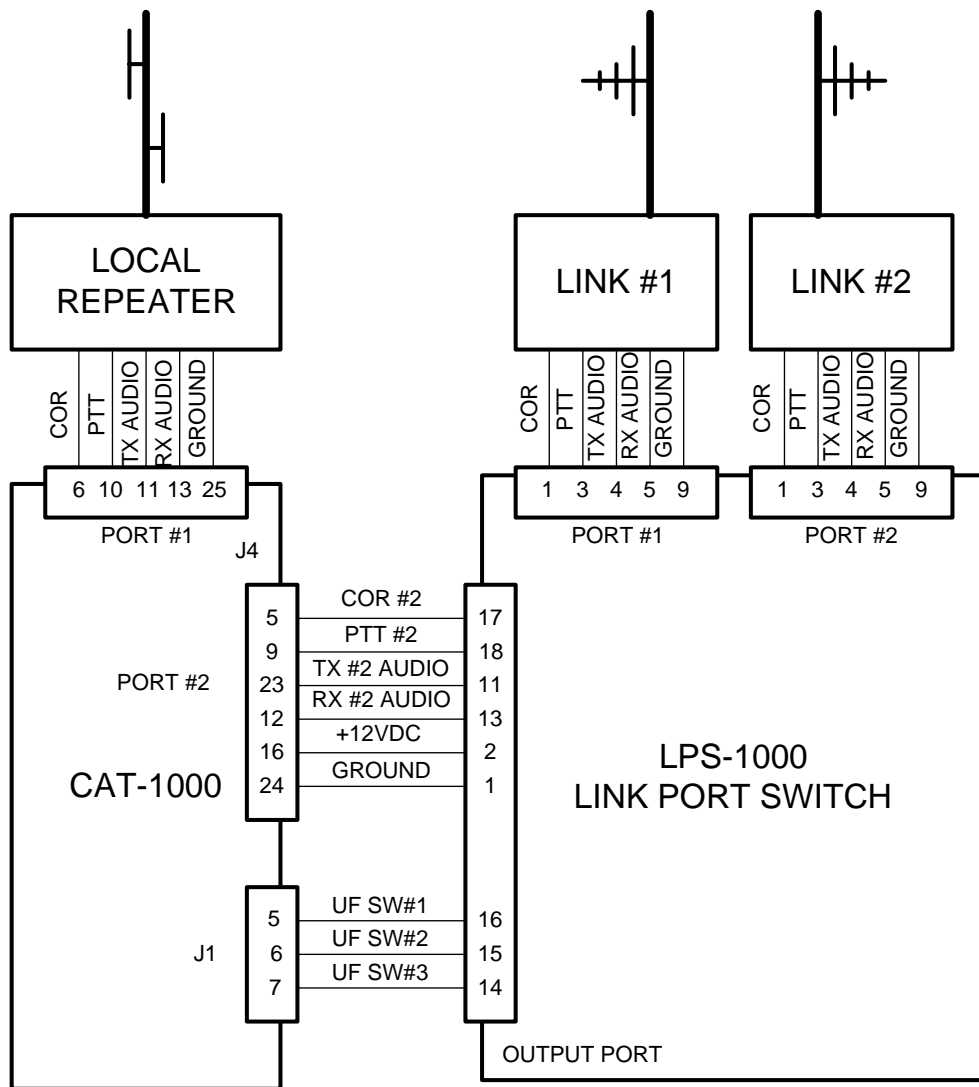 LOCAL
REPEATER
LINK #1
LINK #2
COR
PTT
TX AUDIO
RX AUDIO
GROUND
COR
PTT
TX AUDIO
RX AUDIO
GROUND
COR
PTT
TX AUDIO
RX AUDIO
GROUND
6 10 11 13 25
1 3 4 5 9
1 3 4 5 9
PORT #1
PORT #1
PORT #2
J4
5 COR #2 17
9 PTT #2 18
23 TX #2 AUDIO 11
12 RX #2 AUDIO 13
16 +12VDC 2
24 GROUND 1
PORT #2
CAT-1000
LPS-1000
LINK PORT SWITCH
J1
5 UF SW#1 16
6 UF SW#2 15
7 UF SW#3 14
OUTPUT PORT